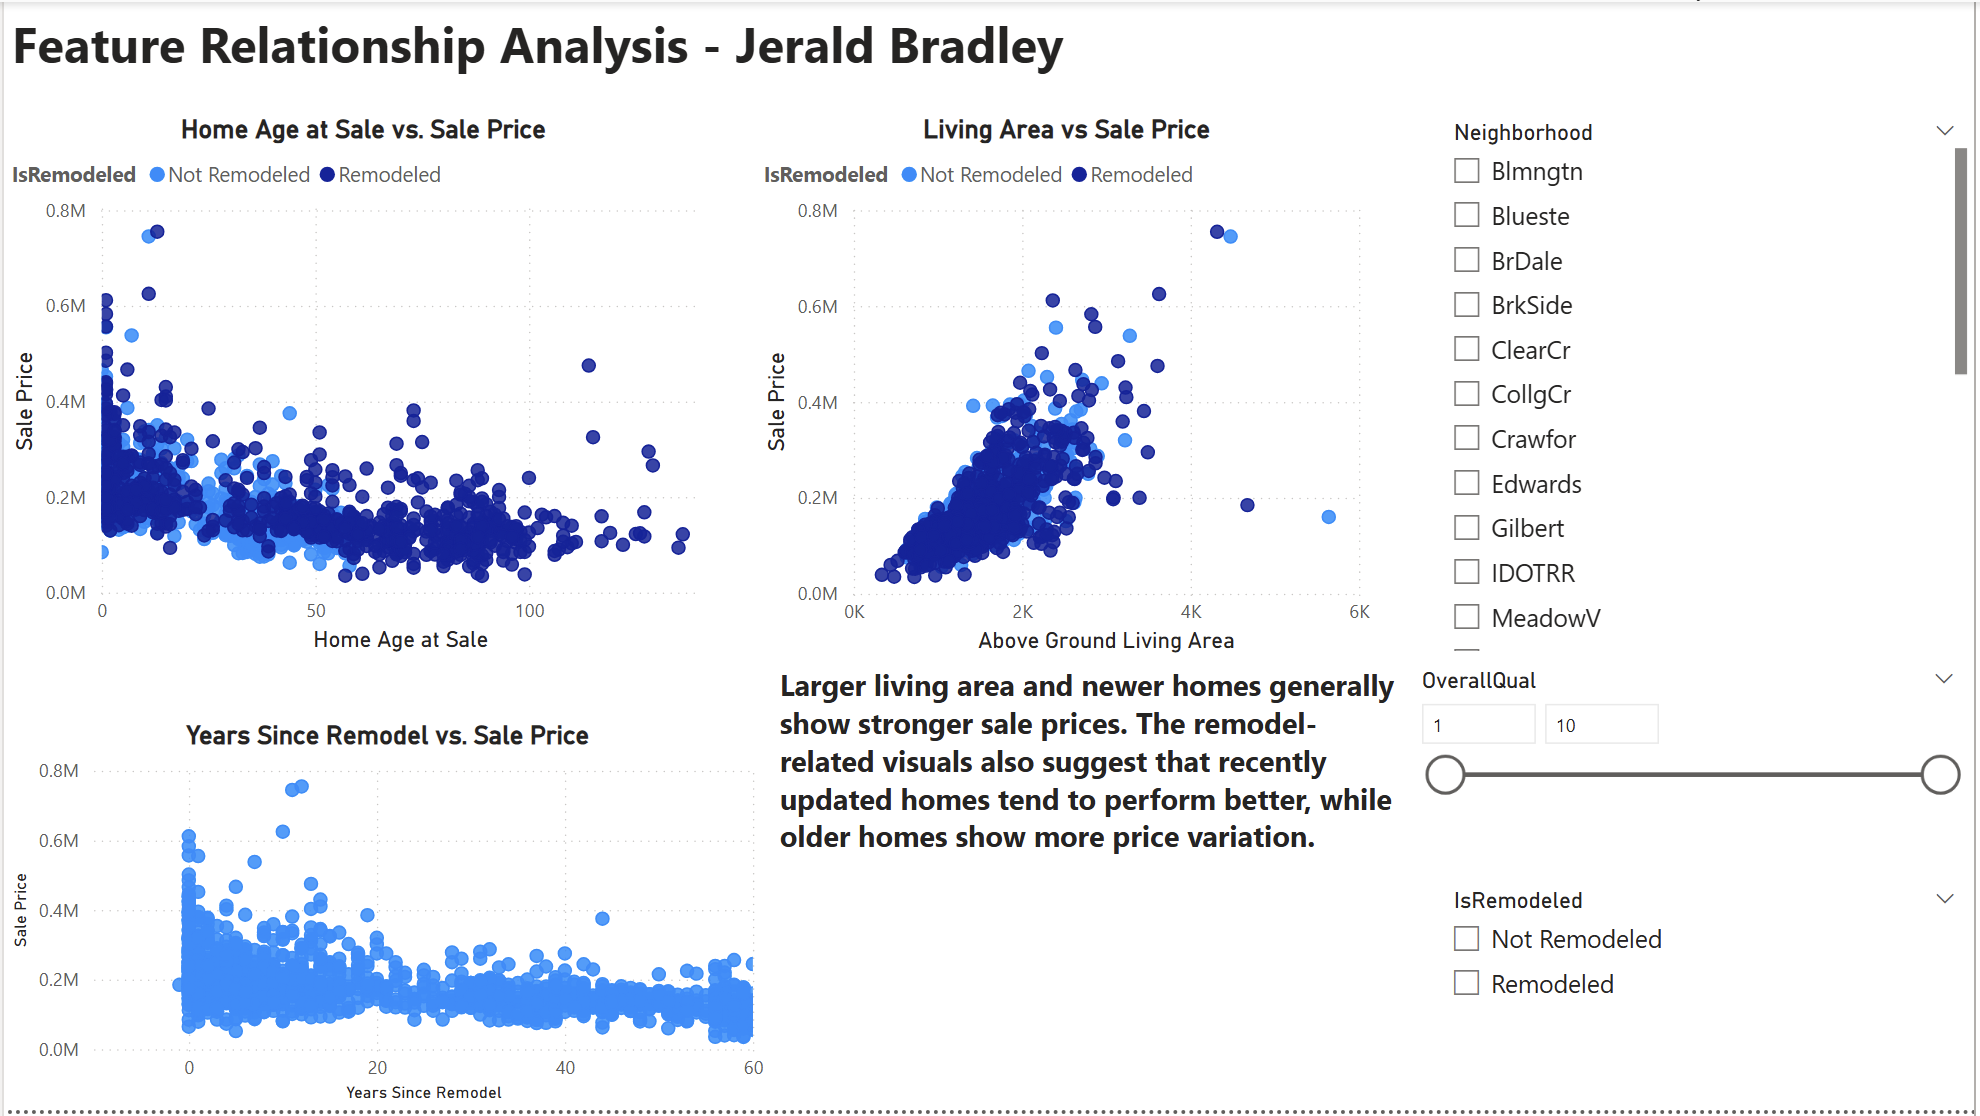 Feature Relationship Analysis - Jerald Bradley
Home Age at Sale vs. Sale Price
IsRemodeled Not Remodeled Remodeled
0.8M
0.6M
0.4M
0.2M
0.0M
Sale Price
0 50 100
Home Age at Sale
Living Area vs Sale Price
IsRemodeled Not Remodeled Remodeled
0.8M
0.6M
0.4M
0.2M
0.0M
Sale Price
0K 2K 4K 6K
Above Ground Living Area
Neighborhood
Blmngtn
Blueste
BrDale
BrkSide
ClearCr
CollgCr
Crawfor
Edwards
Gilbert
IDOTRR
MeadowV
Years Since Remodel vs. Sale Price
0.8M
0.6M
0.4M
0.2M
0.0M
Sale Price
0 20 40 60
Years Since Remodel
Larger living area and newer homes generally
show stronger sale prices. The remodel-
related visuals also suggest that recently
updated homes tend to perform better, while
older homes show more price variation.
OverallQual
1 10
IsRemodeled
Not Remodeled
Remodeled